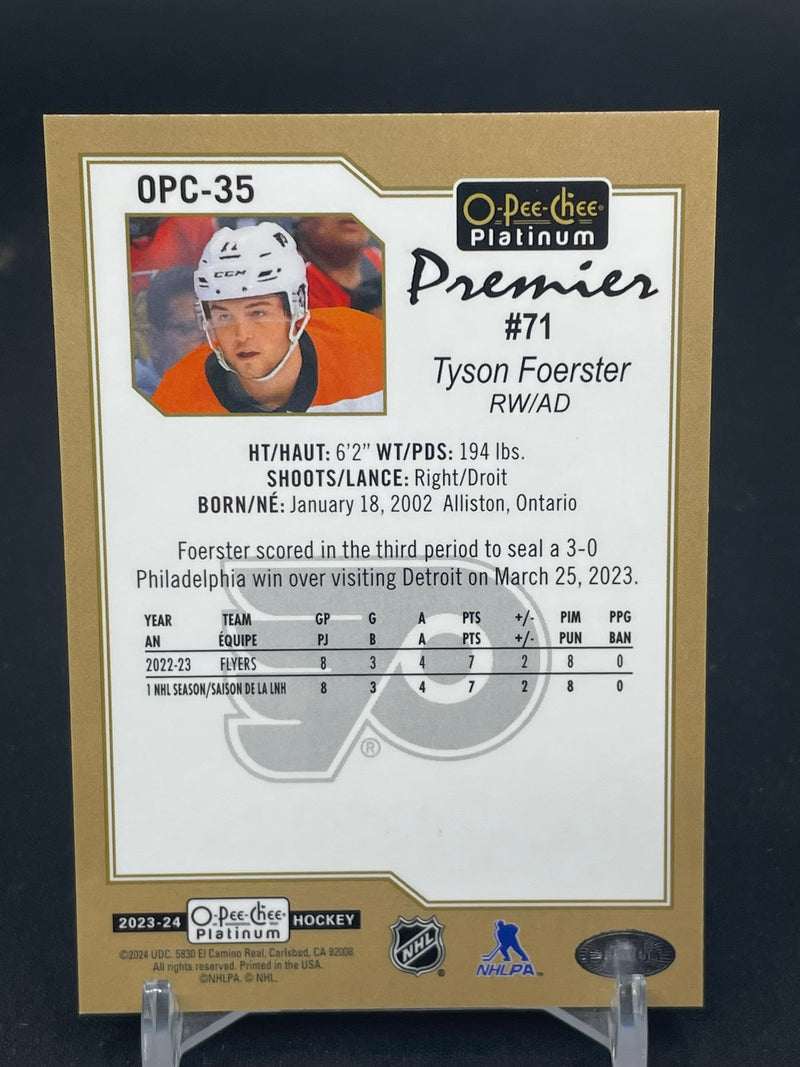 OPC-35
O-Pee-Chee
Platinum
Premier
#71
Tyson Foerster
RW/AD
CCM
HT/HAUT: 6'2" WT/PDS: 194 lbs.
SHOOTS/LANCE: Right/Droit
BORN/NÉ: January 18, 2002 Alliston, Ontario
Foerster scored in the third period to seal a 3-0
Philadelphia win over visiting Detroit on March 25, 2023.
YEAR TEAM GP G A PTS +/- PIM PPG
AN ÉQUIPE PJ B A PTS +/- PUN BAN
2022-23 FLYERS 8 3 4 7 2 8 0
1 NHL SEASON/SAISON DE LA LNH 8 3 4 7 2 8 0
®
2023-24 O-Pee-Chee Platinum HOCKEY
©2024 UDC. 5830 El Camino Real, Carlsbad, CA 92008.
All rights reserved. Printed in the USA.
©NHLPA. © NHL.
NHL ®
NHLPA™